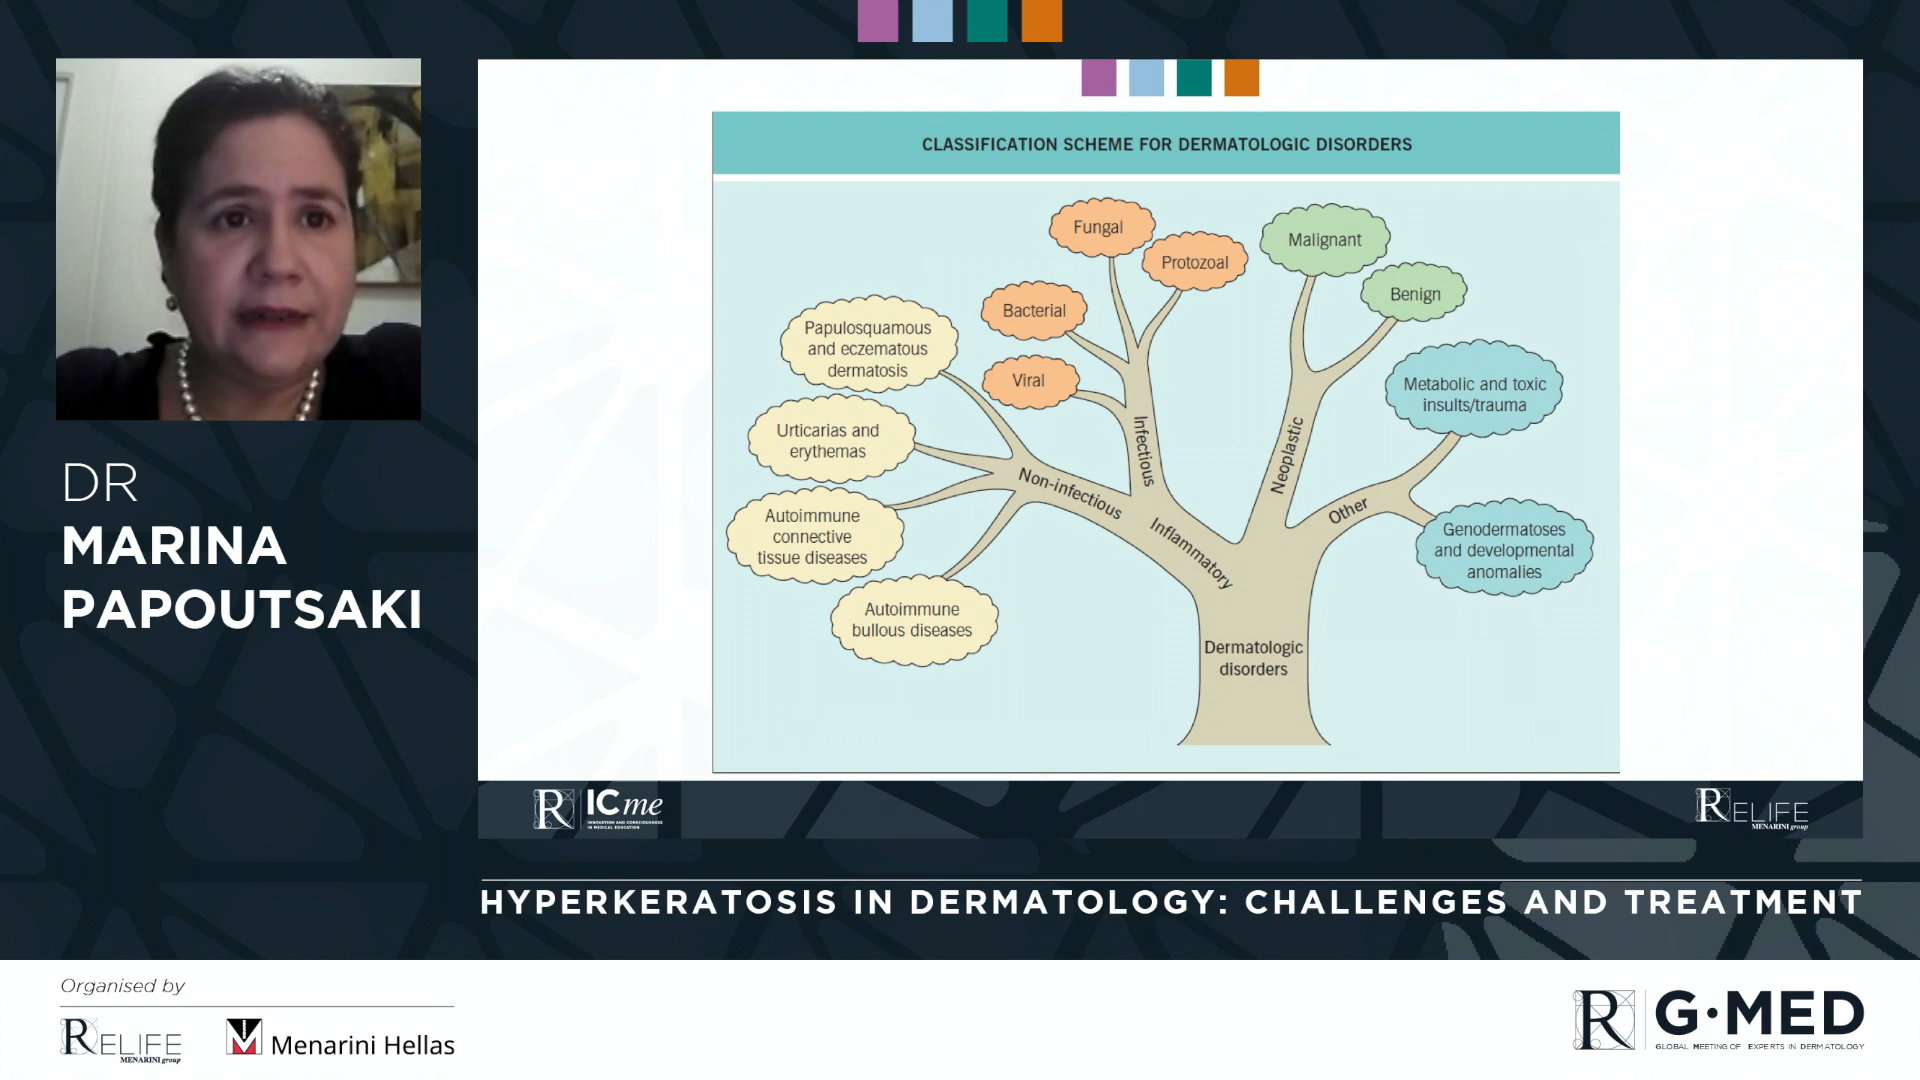 DR
MARINA
PAPOUTSAKI
CLASSIFICATION SCHEME FOR DERMATOLOGIC DISORDERS
Fungal
Protozoal
Malignant
Benign
Bacterial
Viral
Papulosquamous
and eczematous
dermatosis
Urticarias and
erythemas
Autoimmune
connective
tissue diseases
Autoimmune
bullous diseases
Metabolic and toxic
insults/trauma
Genodermatoses
and developmental
anomalies
Non-infectious
Infectious
Inflammatory
Neoplastic
Other
Dermatologic
disorders
R ICme
INNOVATION AND CONSCIOUSNESS
IN MEDICAL EDUCATION
RELIFE
MENARINI group
HYPERKERATOSIS IN DERMATOLOGY: CHALLENGES AND TREATMENT
Organised by
RELIFE
MENARINI group
Menarini Hellas
R G·MED
GLOBAL MEETING OF EXPERTS IN DERMATOLOGY